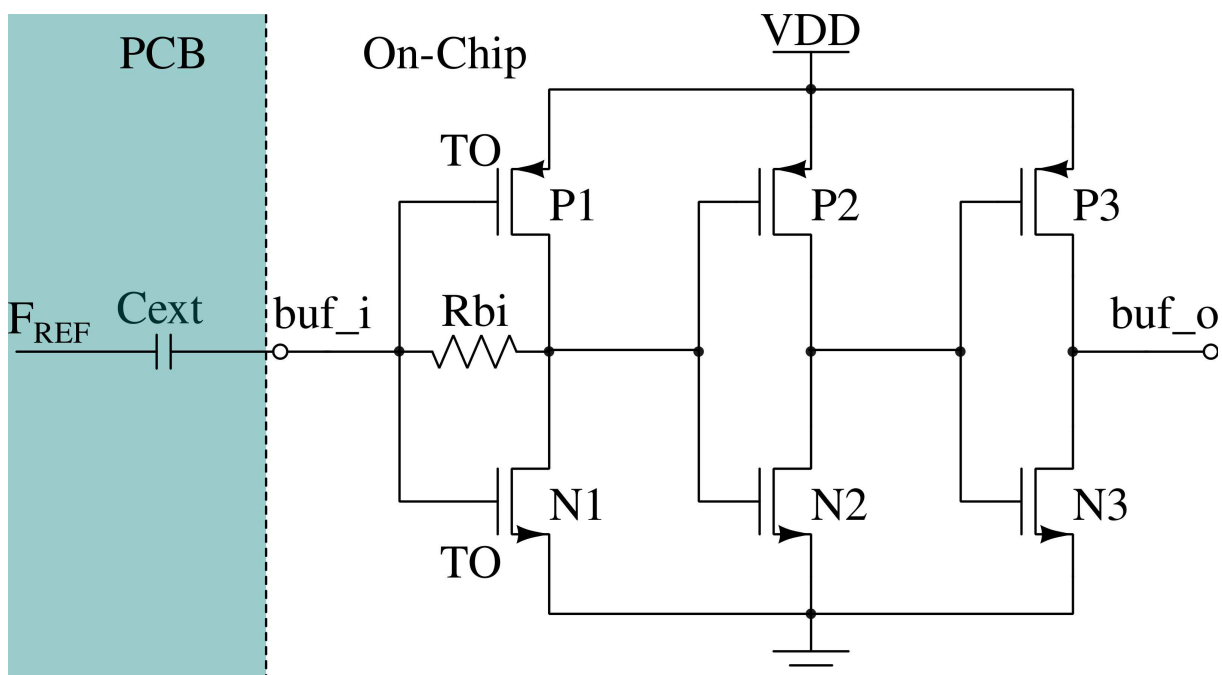 PCB
On-Chip
VDD
TO
P1
P2
P3
FREF
Cext
buf_i
Rbi
buf_o
N1
N2
N3
TO